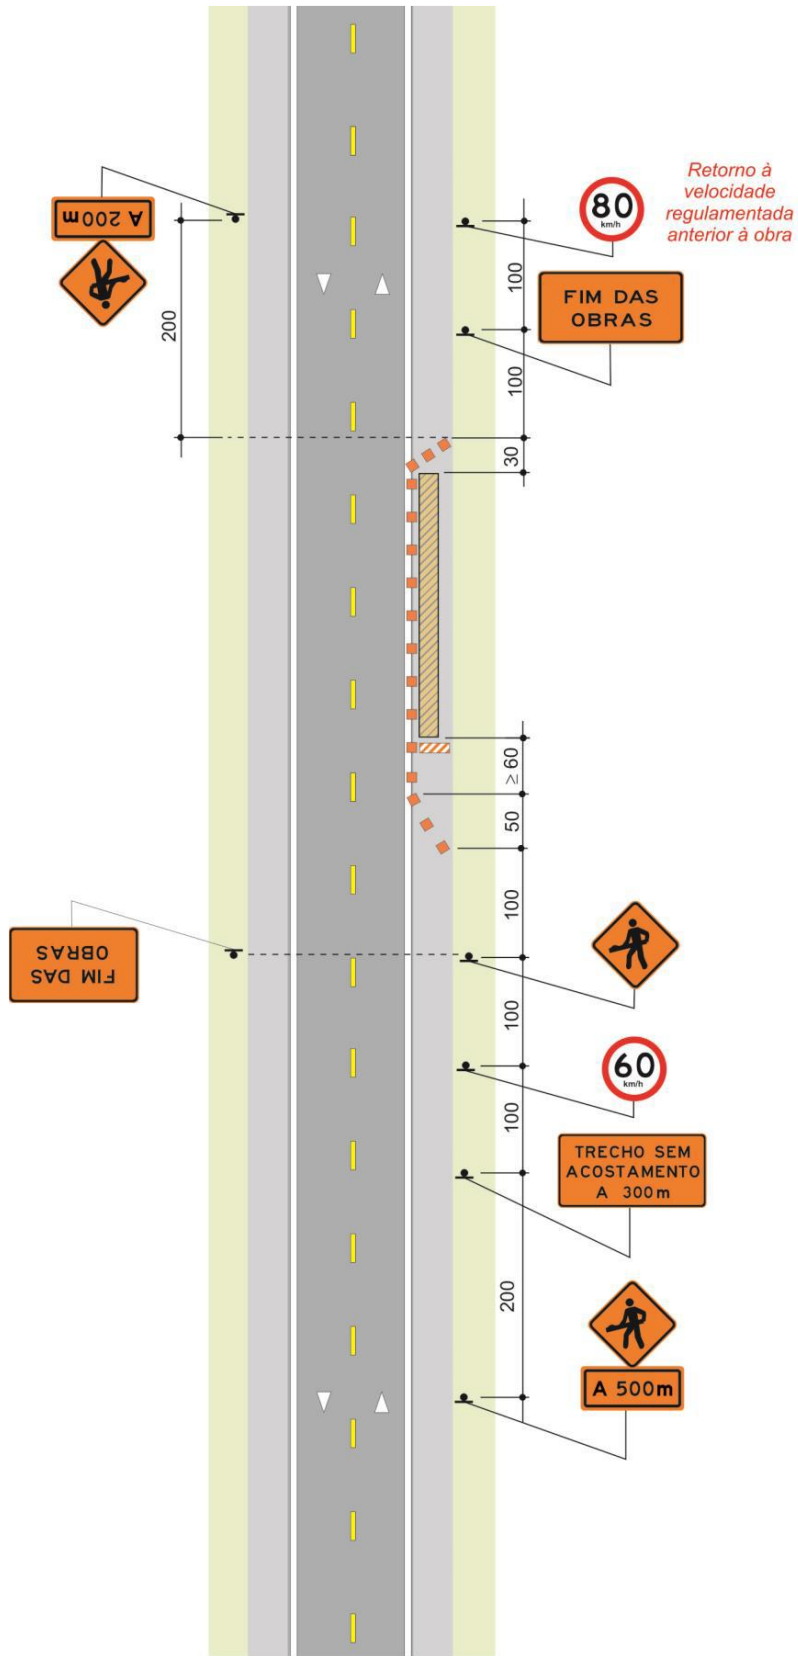 Retorno à
velocidade
regulamentada
anterior à obra
80
km/h
A 200m
100
FIM DAS
OBRAS
200
100
30
≥ 60
50
100
FIM DAS
OBRAS
100
60
km/h
100
TRECHO SEM
ACOSTAMENTO
A 300m
200
A 500m